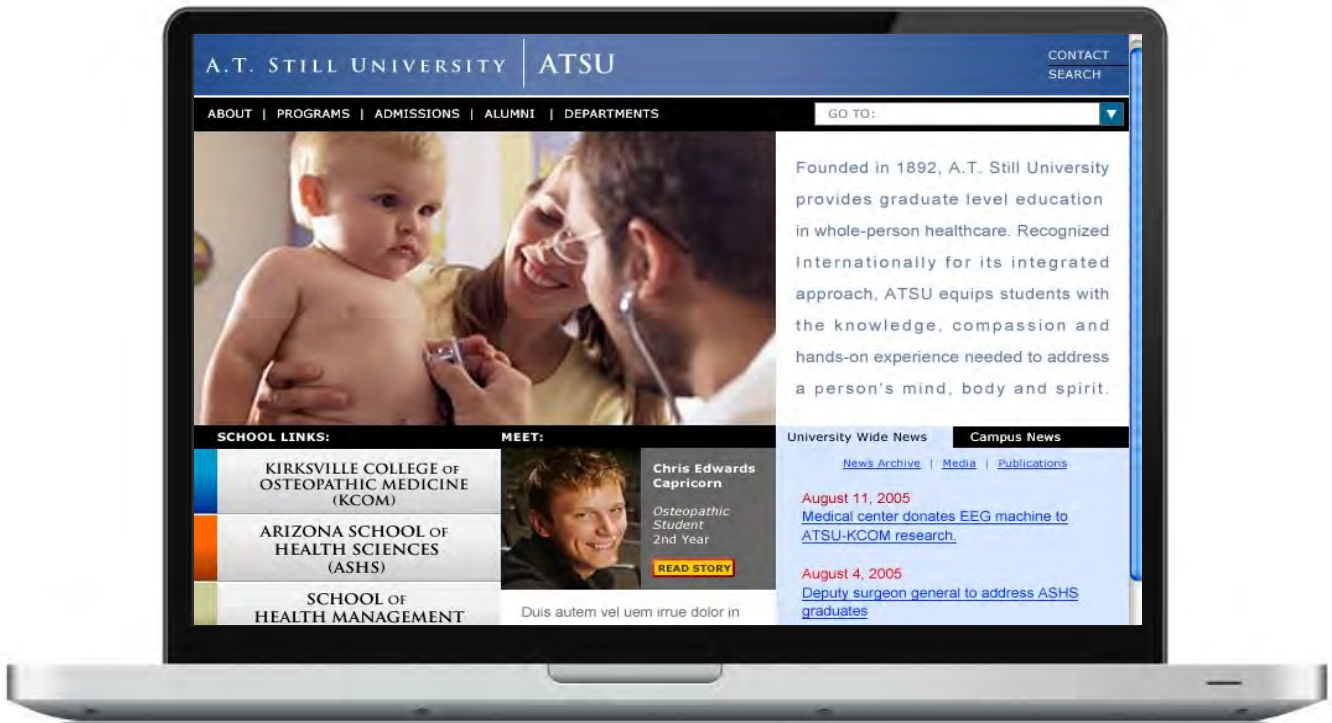 A.T. STILL UNIVERSITY | ATSU
CONTACT
SEARCH
ABOUT | PROGRAMS | ADMISSIONS | ALUMNI | DEPARTMENTS
GO TO:
Founded in 1892, A.T. Still University
provides graduate level education
in whole-person healthcare. Recognized
Internationally for its integrated
approach, ATSU equips students with
the knowledge, compassion and
hands-on experience needed to address
a person's mind, body and spirit.
SCHOOL LINKS:
KIRKSVILLE COLLEGE OF
OSTEOPATHIC MEDICINE
(KCOM)
ARIZONA SCHOOL OF
HEALTH SCIENCES
(ASHS)
SCHOOL OF
HEALTH MANAGEMENT
MEET:
Chris Edwards
Capricorn
Osteopathic
Student
2nd Year
READ STORY
Duis autem vel uem irrue dolor in
University Wide News
Campus News
News Archive | Media | Publications
August 11, 2005
Medical center donates EEG machine to
ATSU-KCOM research.
August 4, 2005
Deputy surgeon general to address ASHS
graduates